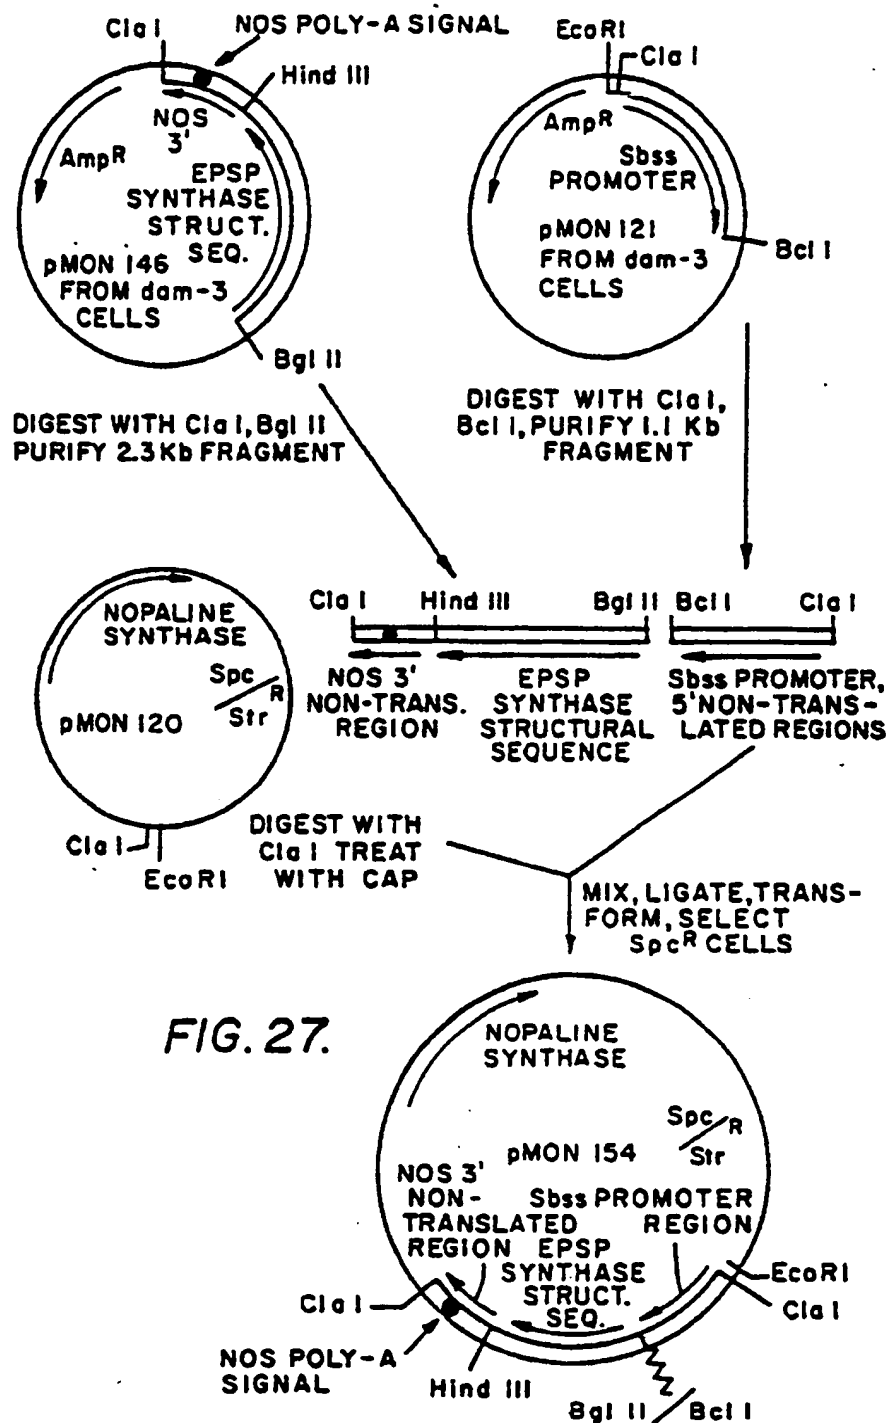 Cla I
NOS POLY-A SIGNAL
Hind III
NOS
3'
AmpR
EPSP
SYNTHASE
STRUCT.
SEQ.
pMON 146
FROM dam-3
CELLS
Bgl II
EcoRI
Cla I
AmpR
Sbss
PROMOTER
pMON 121
FROM dam-3
CELLS
Bcl I
DIGEST WITH Cla I, Bgl II
PURIFY 2.3Kb FRAGMENT
DIGEST WITH Cla I,
Bcl I, PURIFY 1.1 Kb
FRAGMENT
NOPALINE
SYNTHASE
Spc/Str R
pMON 120
Cla I
EcoRI
Cla I
Hind III
Bgl II
Bcl I
Cla I
NOS 3'
NON-TRANS.
REGION
EPSP
SYNTHASE
STRUCTURAL
SEQUENCE
Sbss PROMOTER,
5' NON-TRANS-
LATED REGIONS
DIGEST WITH
Cla I TREAT
WITH CAP
MIX, LIGATE, TRANS-
FORM, SELECT
SpcR CELLS
FIG. 27.
NOPALINE
SYNTHASE
Spc/Str R
pMON 154
NOS 3'
NON-
TRANSLATED
REGION
Sbss PROMOTER
REGION
EPSP
SYNTHASE
STRUCT.
SEQ.
EcoRI
Cla I
Cla I
NOS POLY-A
SIGNAL
Hind III
Bgl II/Bcl I